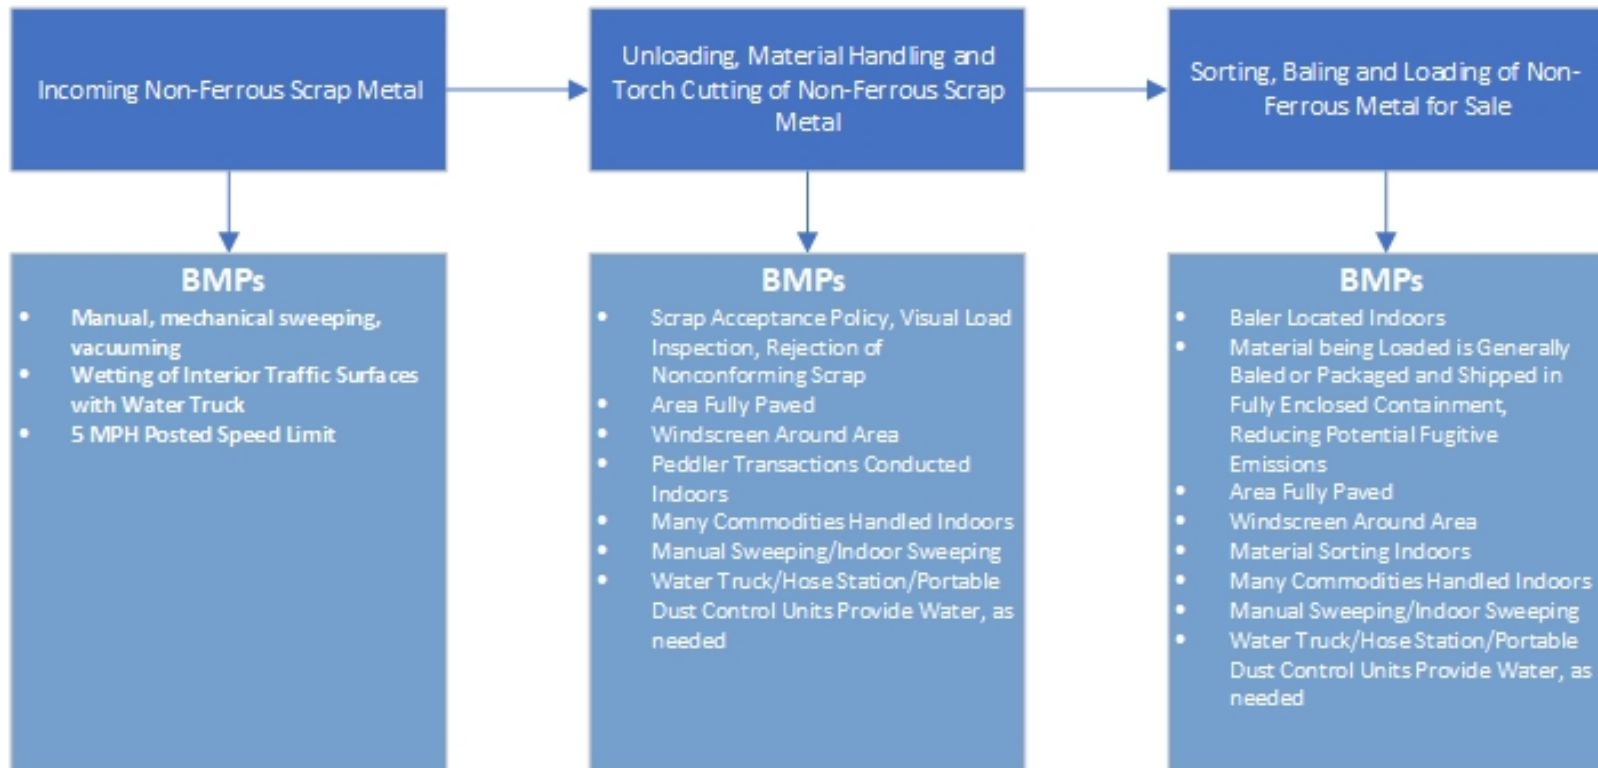 Incoming Non-Ferrous Scrap Metal
Unloading, Material Handling and
Torch Cutting of Non-Ferrous Scrap
Metal
Sorting, Baling and Loading of Non-
Ferrous Metal for Sale
BMPs
• Manual, mechanical sweeping,
vacuuming
• Wetting of Interior Traffic Surfaces
with Water Truck
• 5 MPH Posted Speed Limit
BMPs
• Scrap Acceptance Policy, Visual Load
Inspection, Rejection of
Nonconforming Scrap
• Area Fully Paved
• Windscreen Around Area
• Peddler Transactions Conducted
Indoors
• Many Commodities Handled Indoors
• Manual Sweeping/Indoor Sweeping
• Water Truck/Hose Station/Portable
Dust Control Units Provide Water, as
needed
BMPs
• Baler Located Indoors
• Material being Loaded is Generally
Baled or Packaged and Shipped in
Fully Enclosed Containment,
Reducing Potential Fugitive
Emissions
• Area Fully Paved
• Windscreen Around Area
• Material Sorting Indoors
• Many Commodities Handled Indoors
• Manual Sweeping/Indoor Sweeping
• Water Truck/Hose Station/Portable
Dust Control Units Provide Water, as
needed